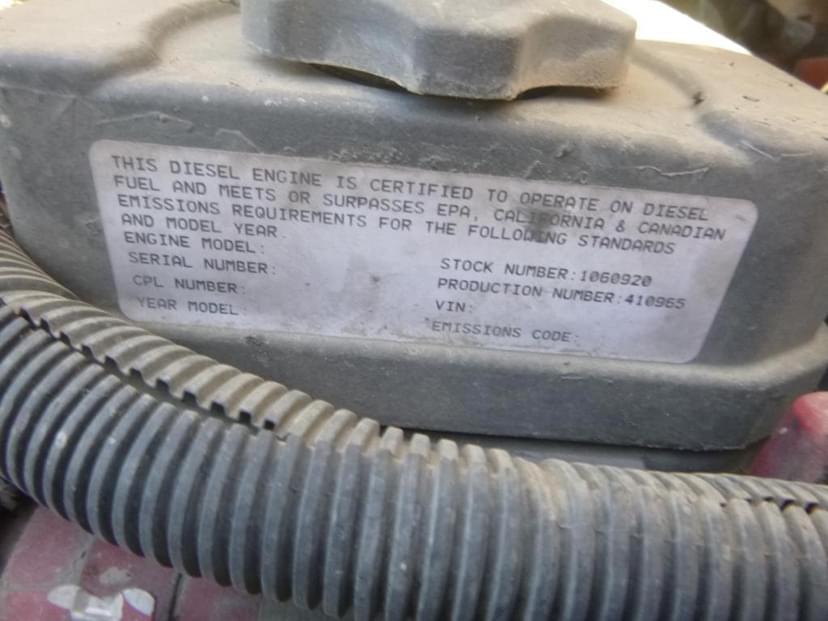 THIS DIESEL ENGINE IS CERTIFIED TO OPERATE ON DIESEL
FUEL AND MEETS OR SURPASSES EPA, CALIFORNIA & CANADIAN
EMISSIONS REQUIREMENTS FOR THE FOLLOWING STANDARDS
AND MODEL YEAR
ENGINE MODEL:
SERIAL NUMBER:
CPL NUMBER:
YEAR MODEL:
STOCK NUMBER:1060920
PRODUCTION NUMBER:410965
VIN:
EMISSIONS CODE: